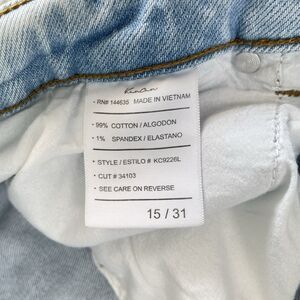 KanCan
• RN# 144635 MADE IN VIETNAM
• 99% COTTON / ALGODON
• 1% SPANDEX / ELASTANO
• STYLE / ESTILO # KC9226L
• CUT # 34103
• SEE CARE ON REVERSE
15 / 31